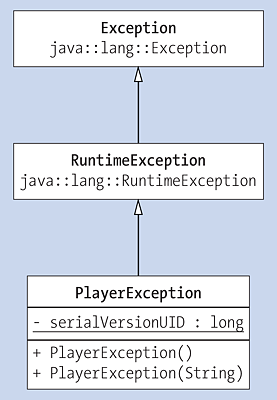 Exception
java::lang::Exception
RuntimeException
java::lang::RuntimeException
PlayerException
- serialVersionUID : long
+ PlayerException()
+ PlayerException(String)